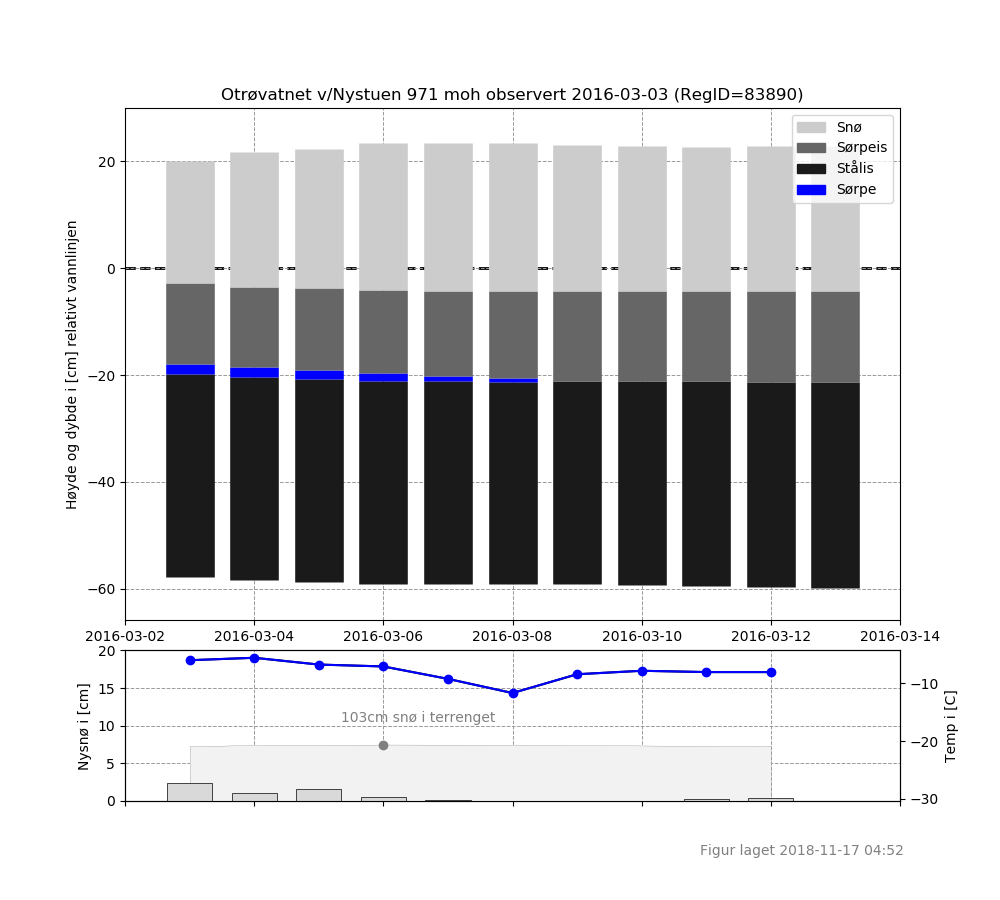 Otrøvatnet v/Nystuen 971 moh observert 2016-03-03 (RegID=83890)
Snø
Sørpeis
Stålis
Sørpe
Høyde og dybde i [cm] relativt vannlinjen
20
0
−20
−40
−60
2016-03-02 2016-03-04 2016-03-06 2016-03-08 2016-03-10 2016-03-12 2016-03-14
Nysnø i [cm]
20
15
10
5
0
103cm snø i terrenget
−10
−20
−30
Temp i [C]
Figur laget 2018-11-17 04:52